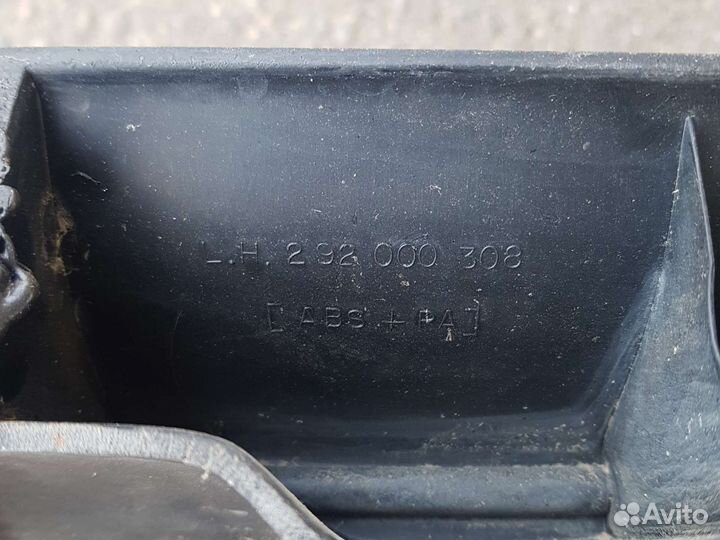 L.H. 292 000 308
[ABS + PA]
Avito